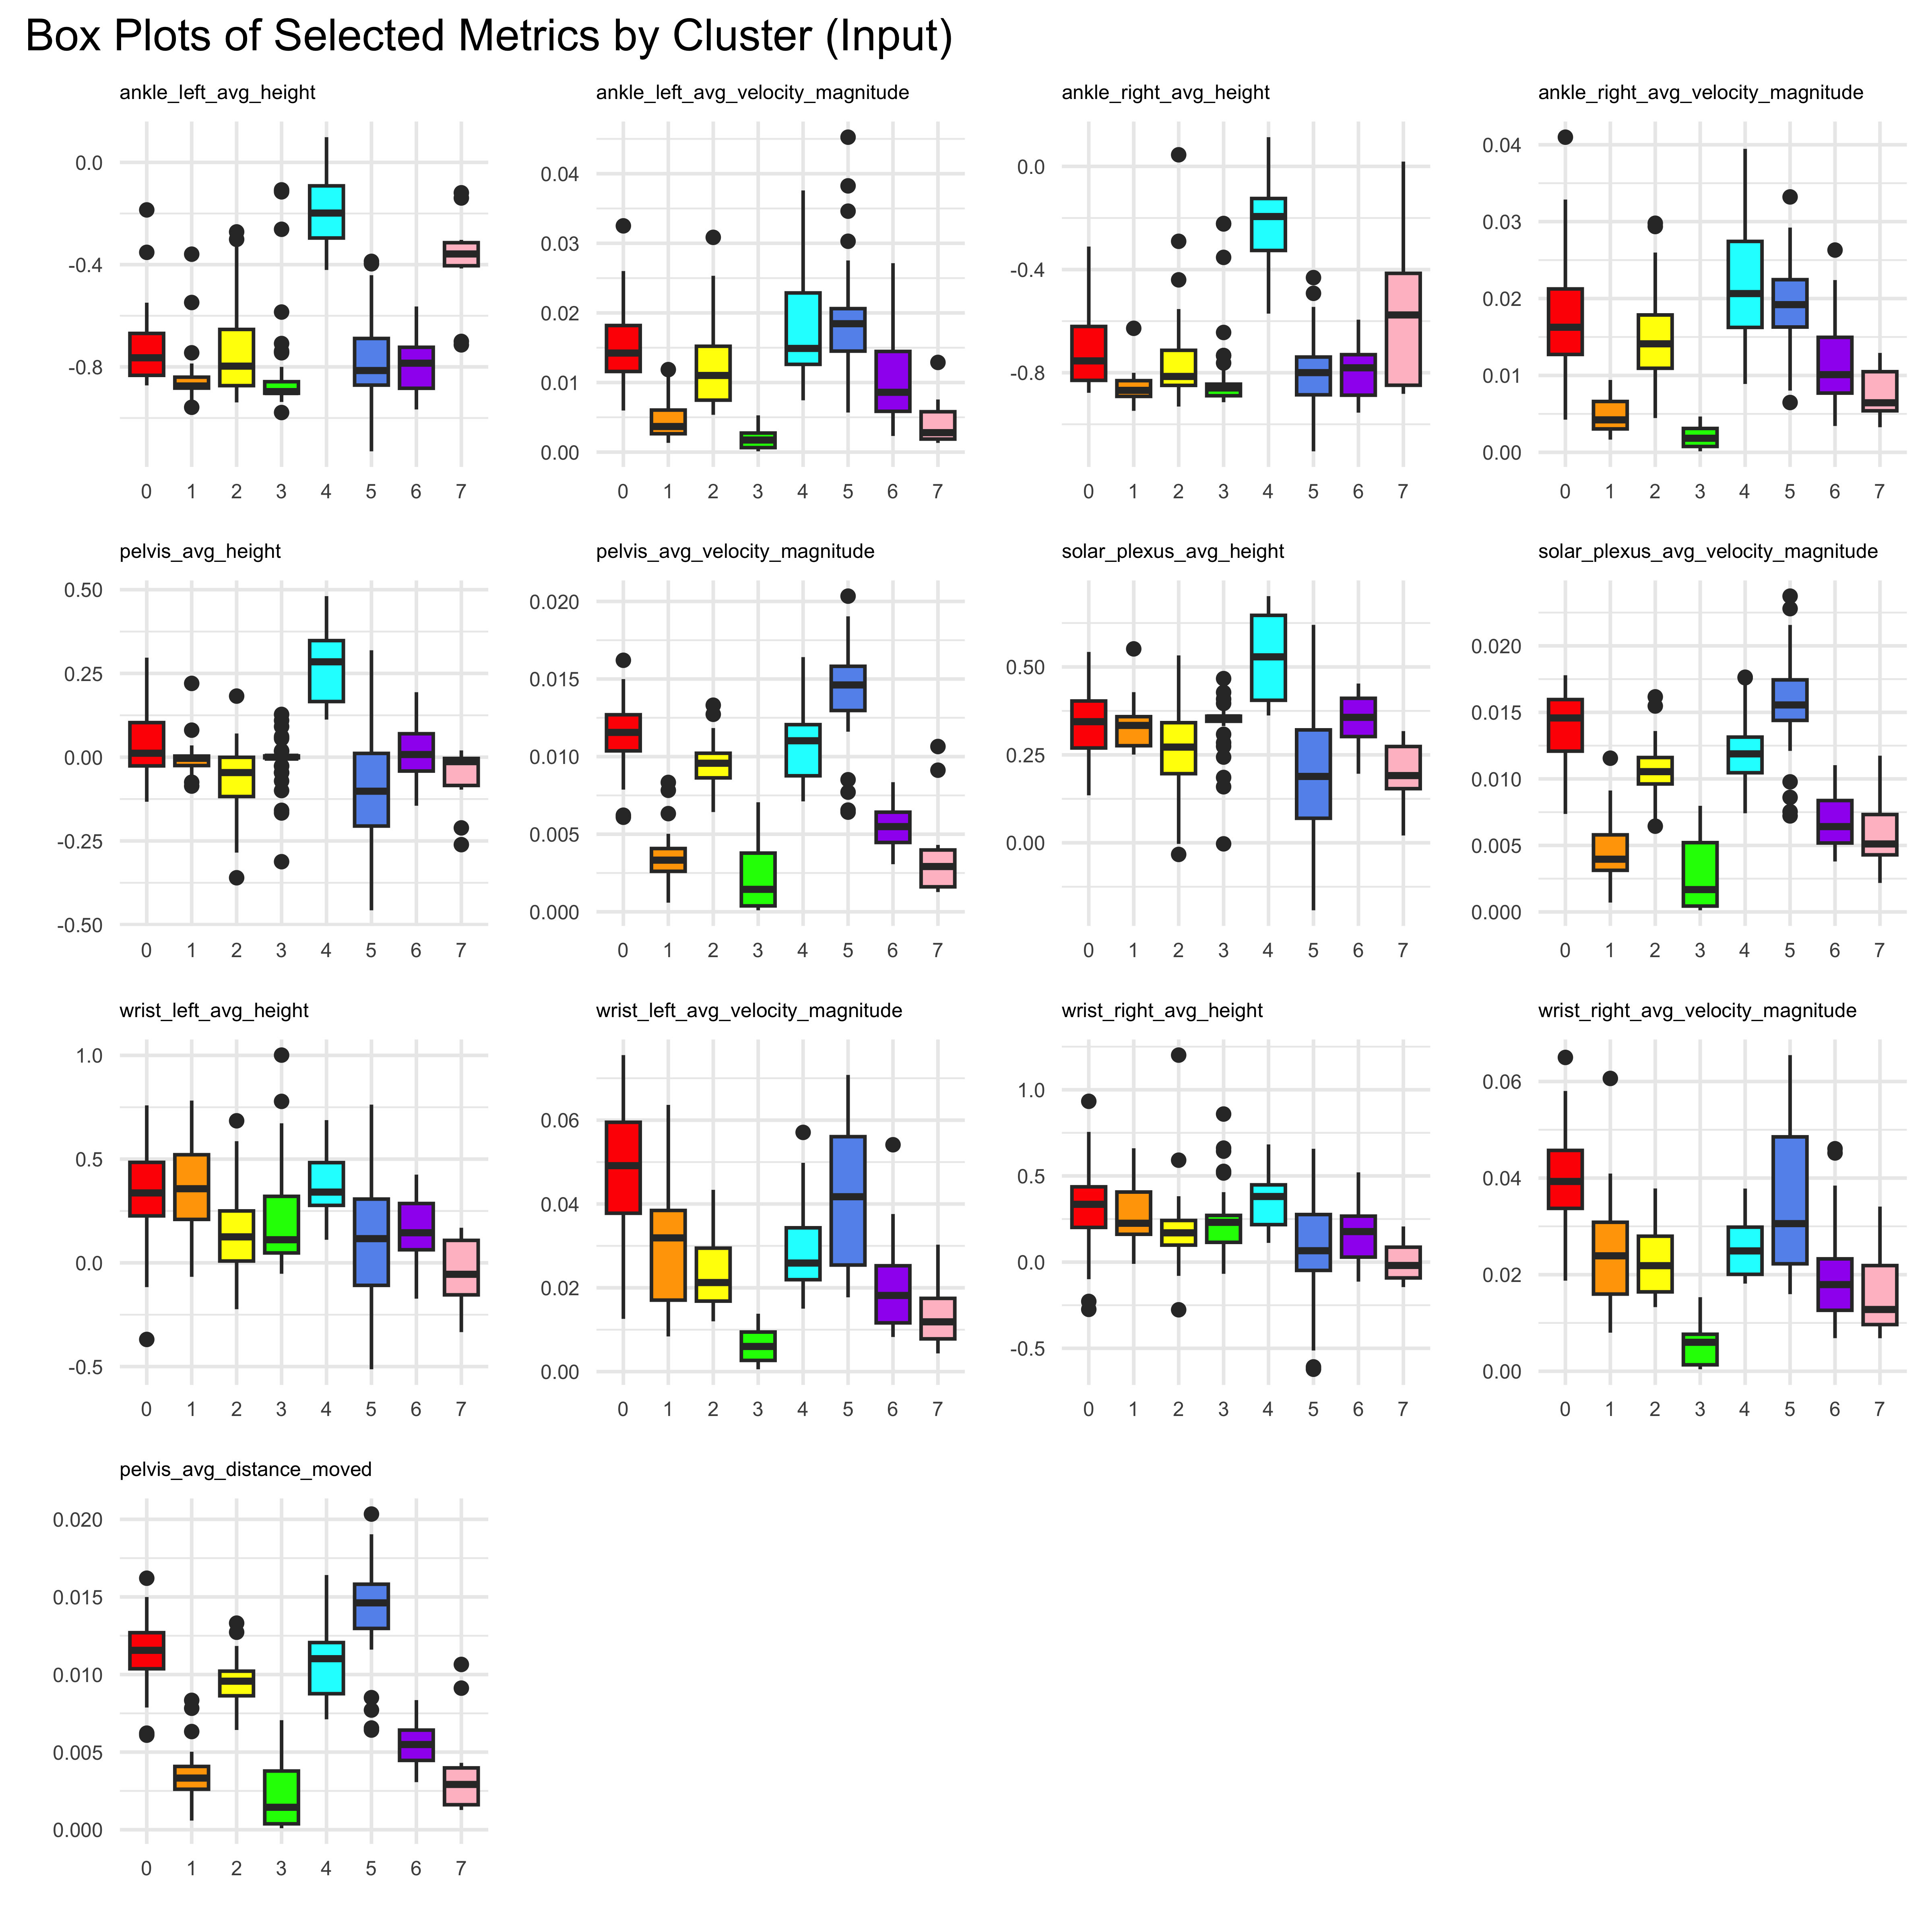 Box Plots of Selected Metrics by Cluster (Input)
ankle_left_avg_height
0.0
-0.4
-0.8
0 1 2 3 4 5 6 7
ankle_left_avg_velocity_magnitude
0.04
0.03
0.02
0.01
0.00
0 1 2 3 4 5 6 7
ankle_right_avg_height
0.0
-0.4
-0.8
0 1 2 3 4 5 6 7
ankle_right_avg_velocity_magnitude
0.04
0.03
0.02
0.01
0.00
0 1 2 3 4 5 6 7
pelvis_avg_height
0.50
0.25
0.00
-0.25
-0.50
0 1 2 3 4 5 6 7
pelvis_avg_velocity_magnitude
0.020
0.015
0.010
0.005
0.000
0 1 2 3 4 5 6 7
solar_plexus_avg_height
0.50
0.25
0.00
0 1 2 3 4 5 6 7
solar_plexus_avg_velocity_magnitude
0.020
0.015
0.010
0.005
0.000
0 1 2 3 4 5 6 7
wrist_left_avg_height
1.0
0.5
0.0
-0.5
0 1 2 3 4 5 6 7
wrist_left_avg_velocity_magnitude
0.06
0.04
0.02
0.00
0 1 2 3 4 5 6 7
wrist_right_avg_height
1.0
0.5
0.0
-0.5
0 1 2 3 4 5 6 7
wrist_right_avg_velocity_magnitude
0.06
0.04
0.02
0.00
0 1 2 3 4 5 6 7
pelvis_avg_distance_moved
0.020
0.015
0.010
0.005
0.000
0 1 2 3 4 5 6 7